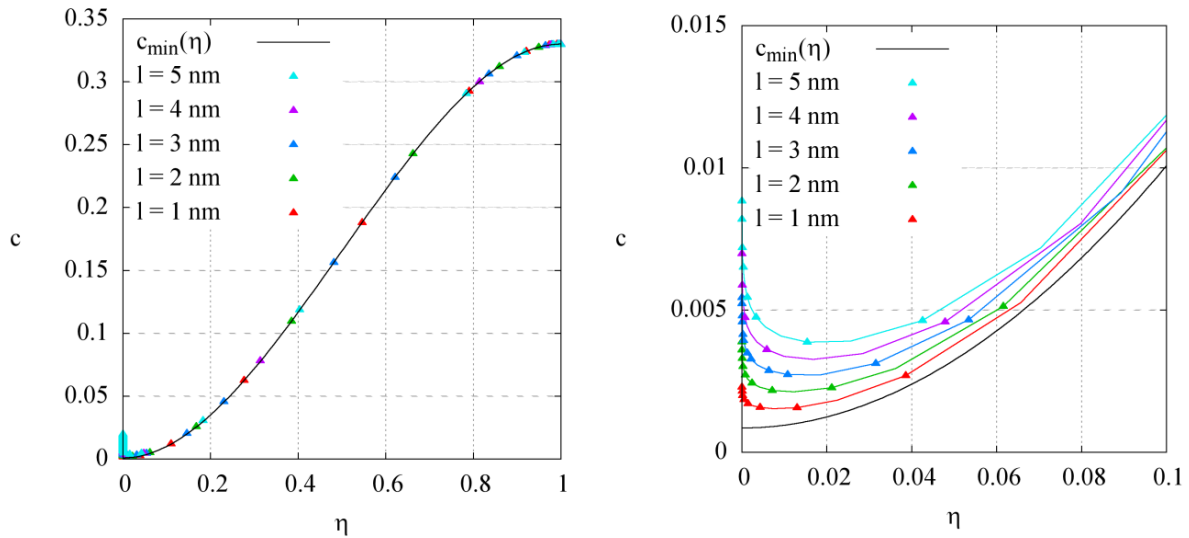 0.35
0.3
0.25
0.2
0.15
0.1
0.05
0
c
c_min(η)
l = 5 nm
l = 4 nm
l = 3 nm
l = 2 nm
l = 1 nm
0 0.2 0.4 0.6 0.8 1
η
0.015
0.01
0.005
0
c
c_min(η)
l = 5 nm
l = 4 nm
l = 3 nm
l = 2 nm
l = 1 nm
0 0.02 0.04 0.06 0.08 0.1
η